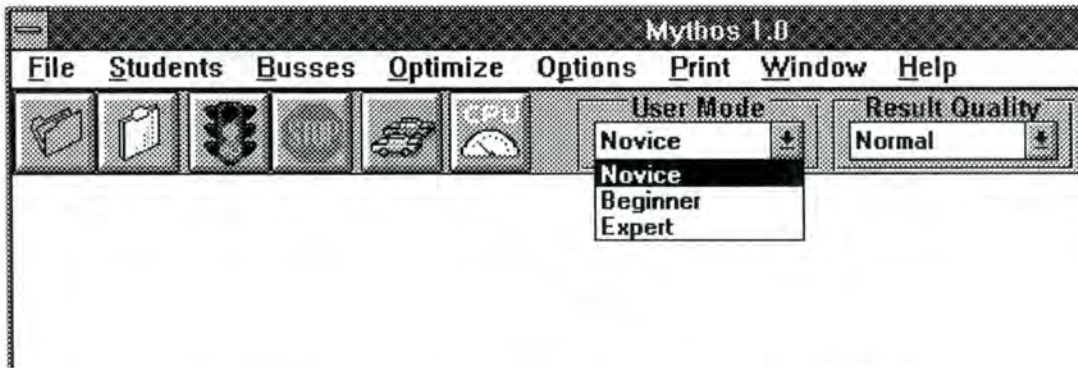 Mythos 1.0
File Students Busses Optimize Options Print Window Help
STOP CPU User Mode Result Quality
Novice Normal
Novice
Beginner
Expert